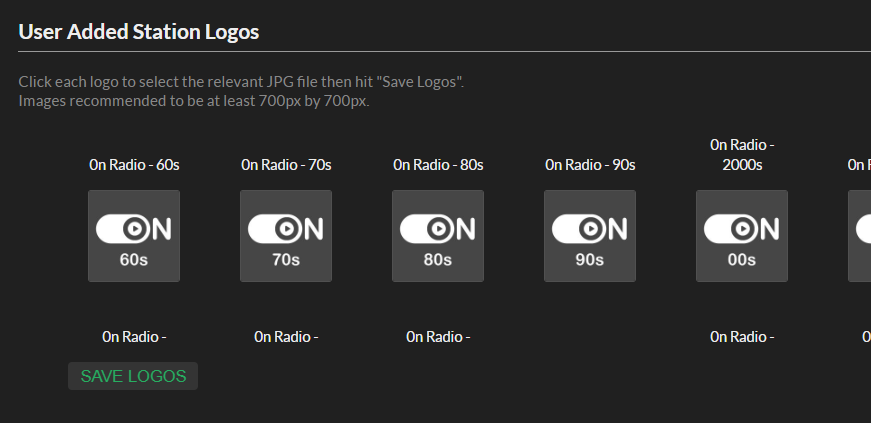 User Added Station Logos
Click each logo to select the relevant JPG file then hit "Save Logos".
Images recommended to be at least 700px by 700px.
0n Radio - 60s
0n Radio - 70s
0n Radio - 80s
0n Radio - 90s
0n Radio -
2000s
0n
ON
60s
ON
70s
ON
80s
ON
90s
ON
00s
0n Radio -
0n Radio -
0n Radio -
0n Radio -
SAVE LOGOS